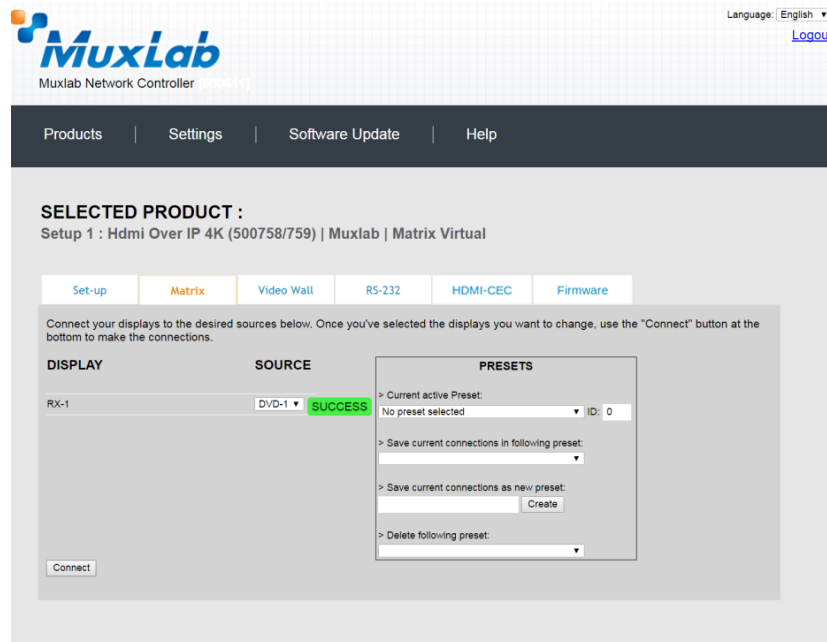 Language: English
Logou
MuxLab
Muxlab Network Controller
Products | Settings | Software Update | Help
SELECTED PRODUCT :
Setup 1 : Hdmi Over IP 4K (500758/759) | Muxlab | Matrix Virtual
Set-up Matrix Video Wall RS-232 HDMI-CEC Firmware
Connect your displays to the desired sources below. Once you've selected the displays you want to change, use the "Connect" button at the
bottom to make the connections.
DISPLAY SOURCE PRESETS
> Current active Preset:
RX-1 DVD-1 SUCCESS No preset selected ID: 0
> Save current connections in following preset:
> Save current connections as new preset:
Create
> Delete following preset:
Connect